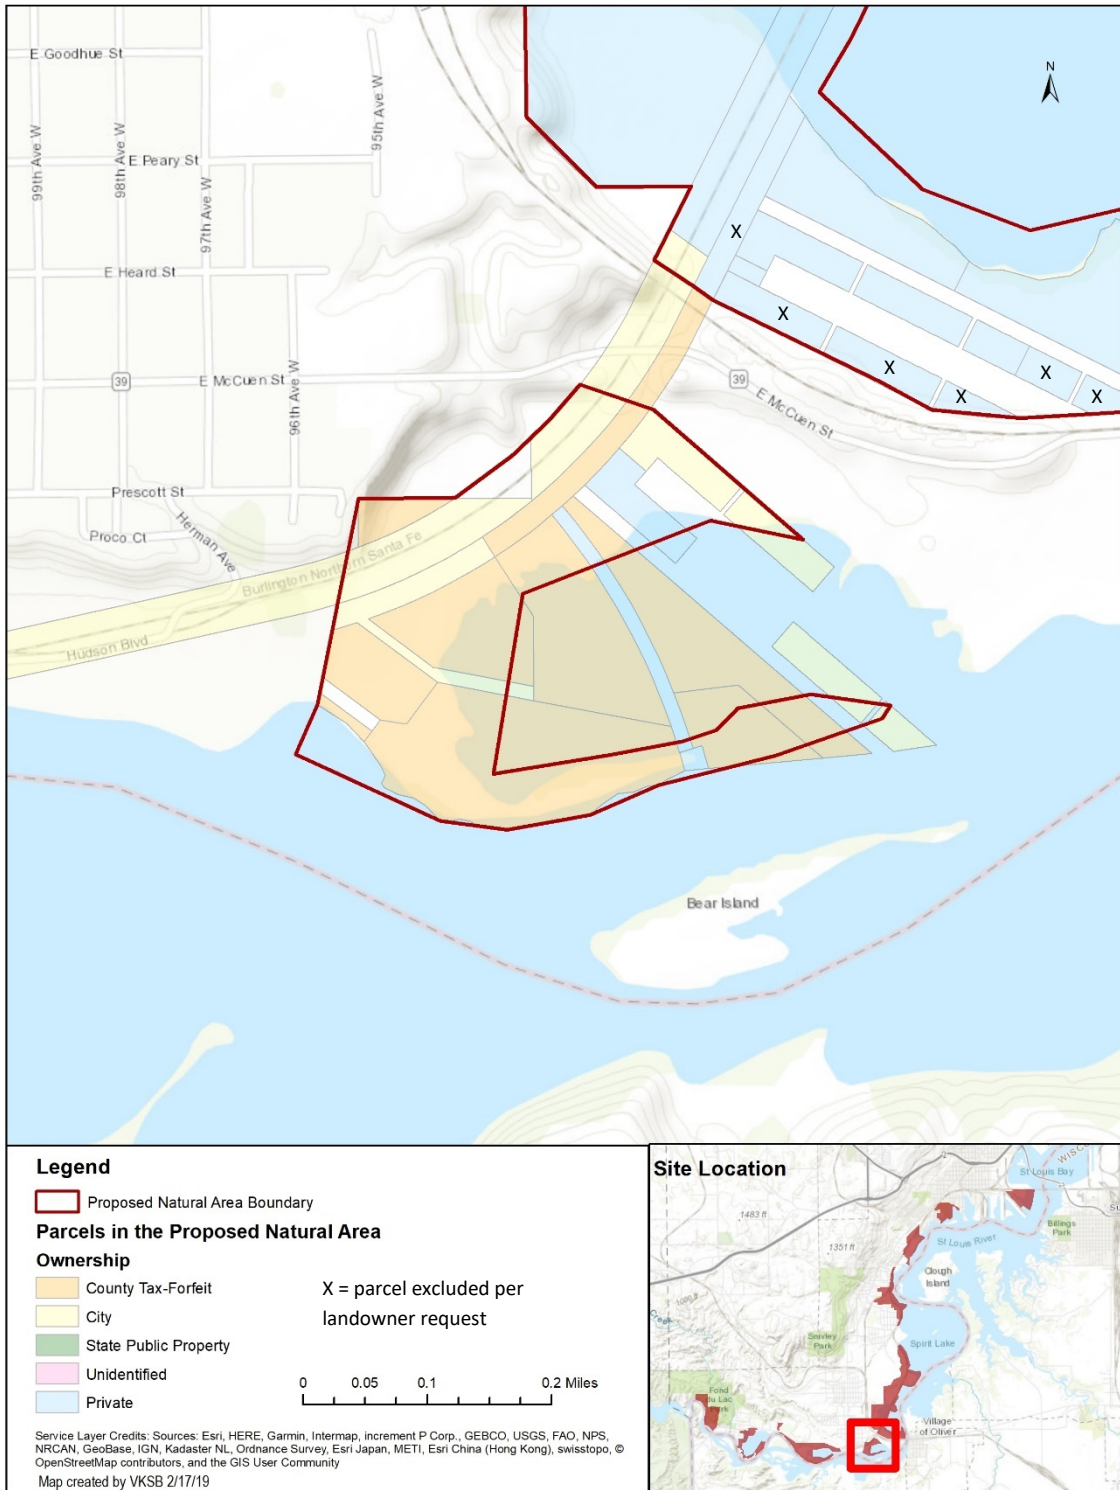 E Goodhue St
99th Ave W
98th Ave W
97th Ave W
95th Ave W
E Peary St
N
E Heard St
X
X
X
X
X
X
39
E McCuen St
96th Ave W
39
E McCuen St
Prescott St
Proco Ct
Herman Ave
Burlington Northern Santa Fe
Hudson Blvd
Bear Island
Legend
Proposed Natural Area Boundary
Parcels in the Proposed Natural Area
Ownership
County Tax-Forfeit
City
State Public Property
Unidentified
Private
X = parcel excluded per
landowner request
0 0.05 0.1 0.2 Miles
Service Layer Credits: Sources: Esri, HERE, Garmin, Intermap, increment P Corp., GEBCO, USGS, FAO, NPS,
NRCAN, GeoBase, IGN, Kadaster NL, Ordnance Survey, Esri Japan, METI, Esri China (Hong Kong), swisstopo, ©
OpenStreetMap contributors, and the GIS User Community
Map created by VKSB 2/17/19
Site Location
St Louis Bay
1483 ft
1351 ft
Billings
Park
St Louis River
Clough
Island
Creek
Snively
Park
Spirit Lake
Fond
du Lac
Park
Village
of Oliver